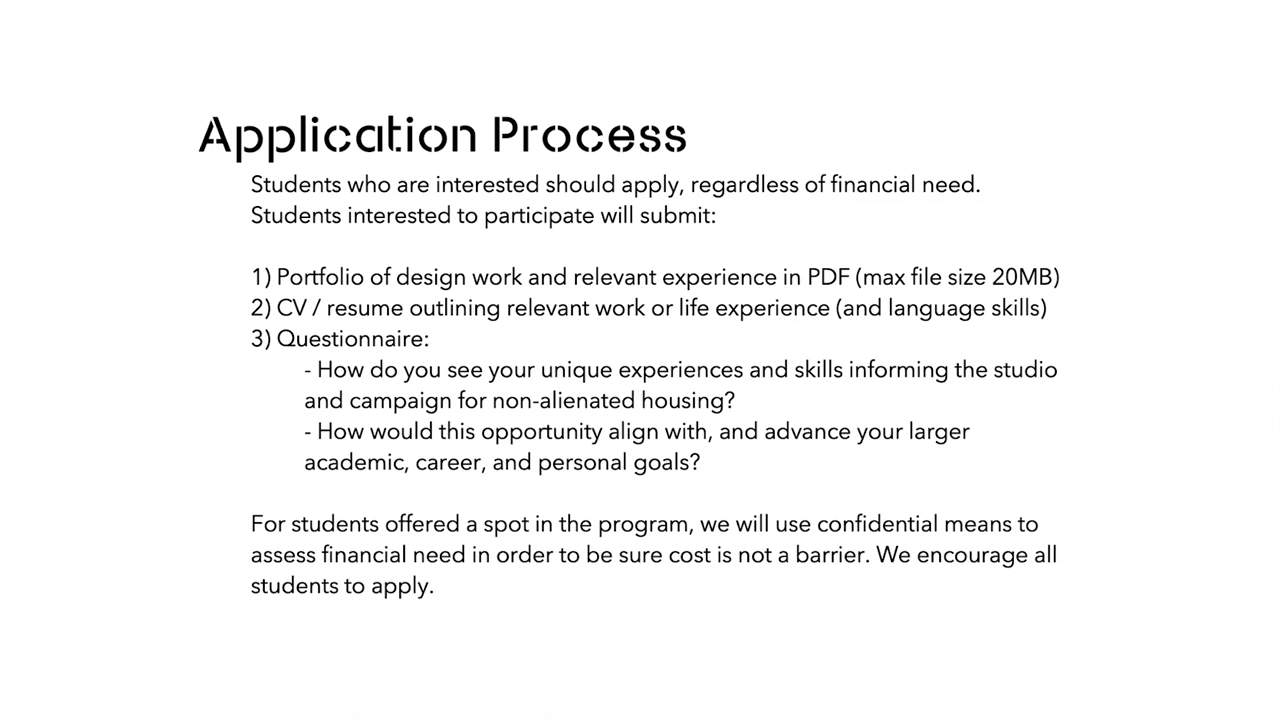 Application Process
Students who are interested should apply, regardless of financial need.
Students interested to participate will submit:
1) Portfolio of design work and relevant experience in PDF (max file size 20MB)
2) CV / resume outlining relevant work or life experience (and language skills)
3) Questionnaire:
- How do you see your unique experiences and skills informing the studio
and campaign for non-alienated housing?
- How would this opportunity align with, and advance your larger
academic, career, and personal goals?
For students offered a spot in the program, we will use confidential means to
assess financial need in order to be sure cost is not a barrier. We encourage all
students to apply.